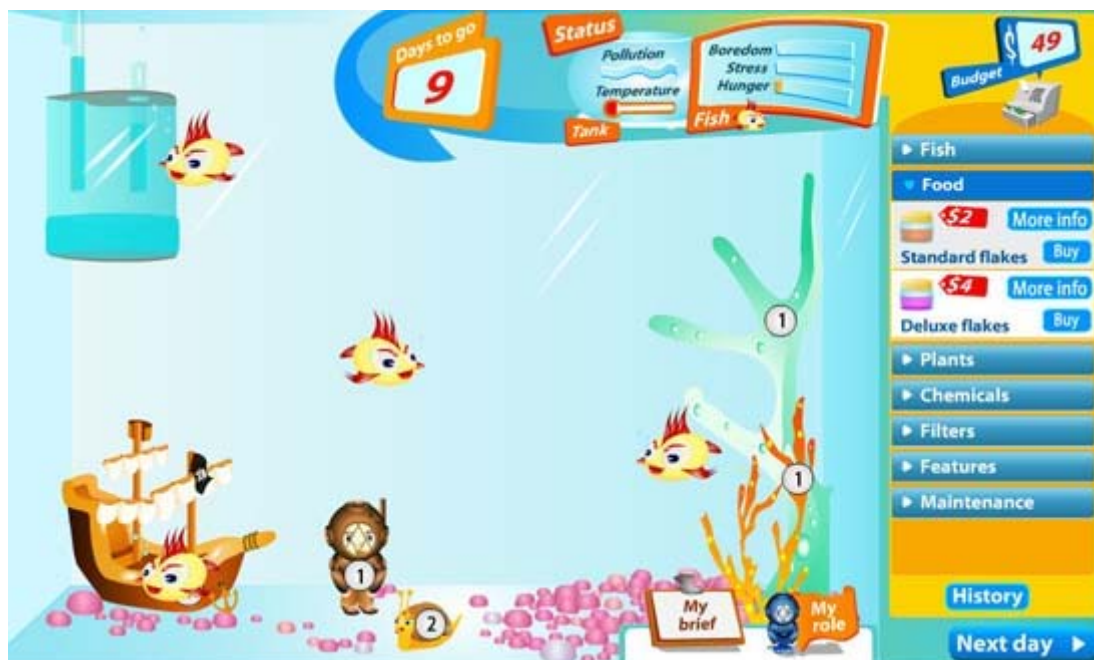 Days to go
9
Status
Pollution
Temperature
Tank
Boredom
Stress
Hunger
Fish
$ 49
Budget
Fish
Food
$2
More info
Standard flakes
Buy
$4
More info
Deluxe flakes
Buy
Plants
Chemicals
Filters
Features
Maintenance
History
Next day
1
1
1
2
My
brief
My
role